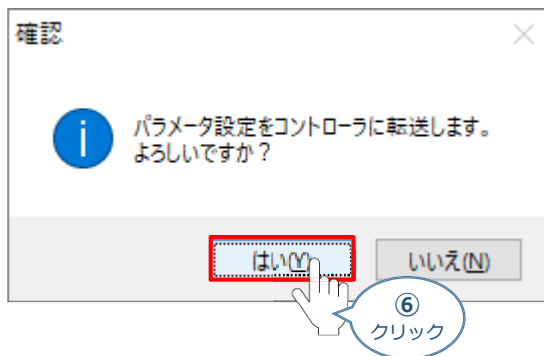 確認
パラメータ設定をコントローラに転送します。
よろしいですか？
はい(Y)
いいえ(N)
⑥
クリック